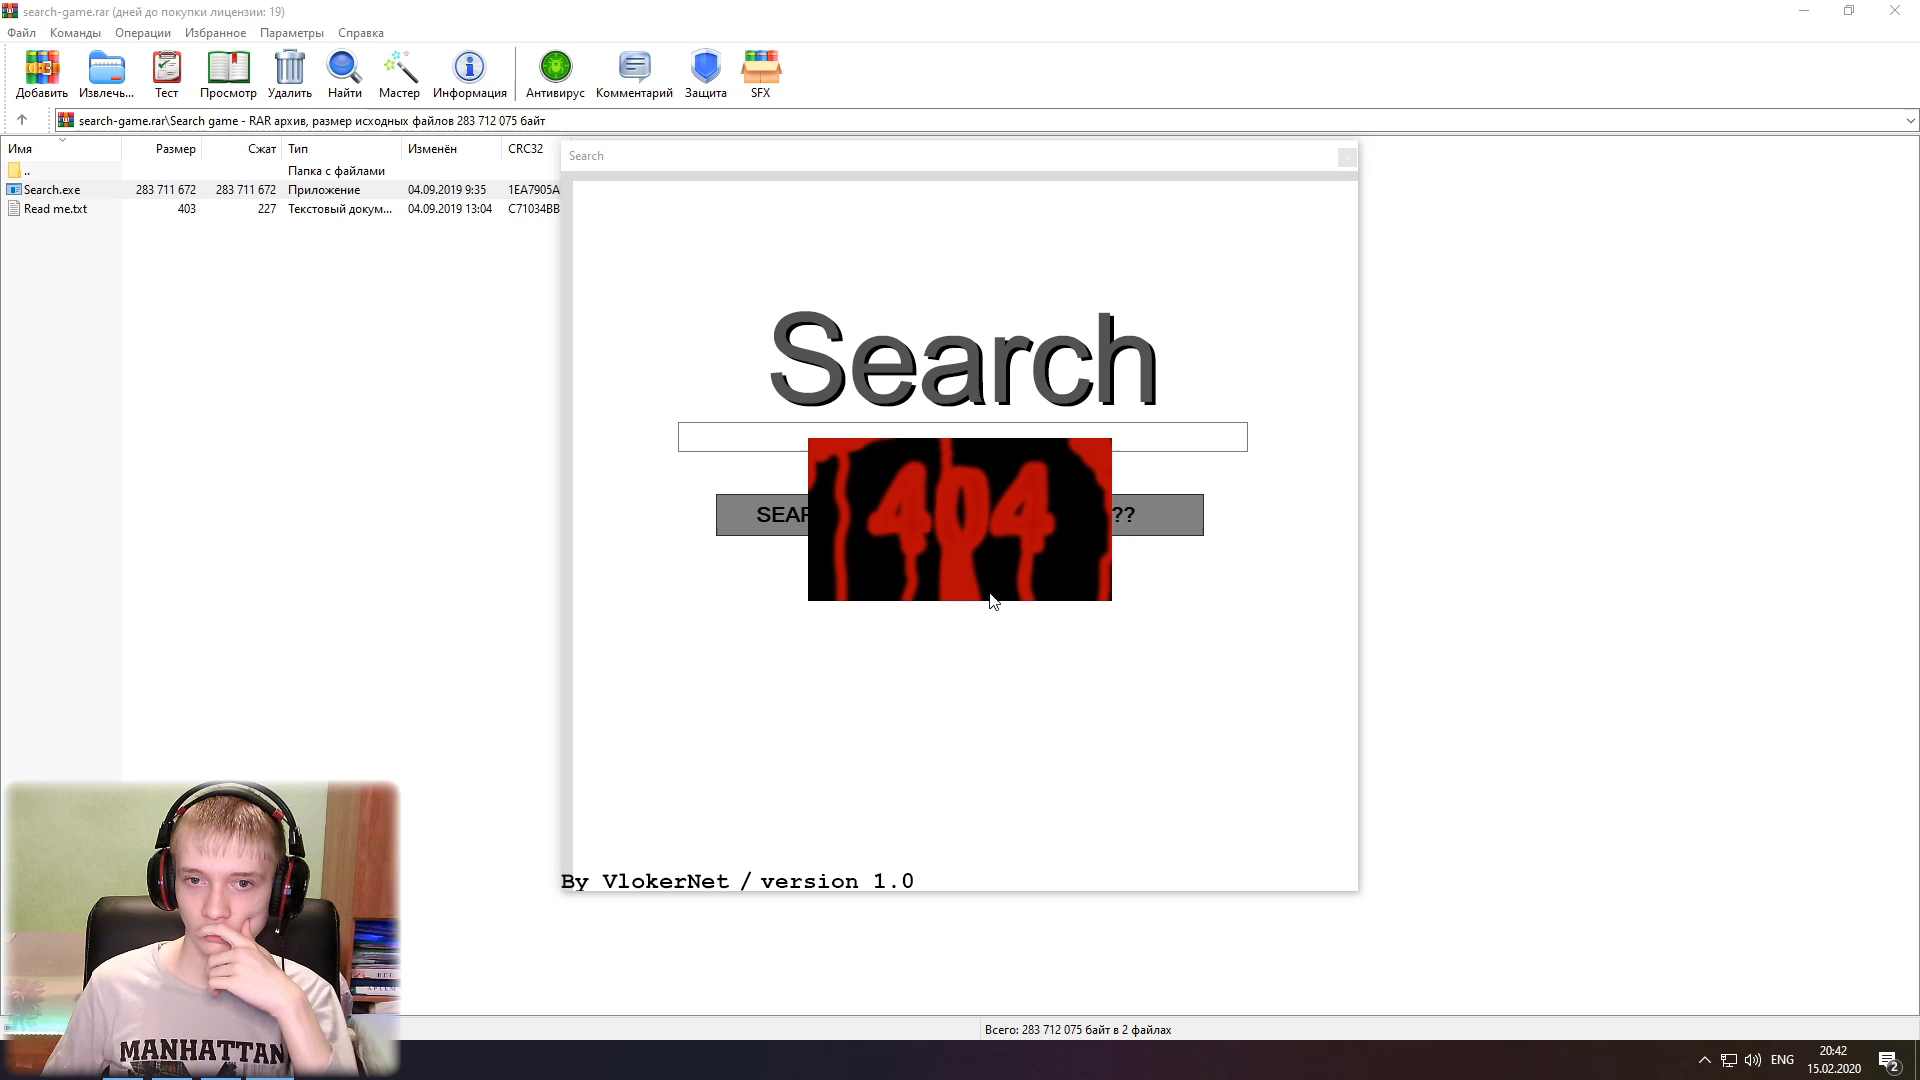 search-game.rar (дней до покупки лицензии: 19)
Файл Команды Операции Избранное Параметры Справка
Добавить Извлечь... Тест Просмотр Удалить Найти Мастер Информация Антивирус Комментарий Защита SFX
search-game.rar\Search game - RAR архив, размер исходных файлов 283 712 075 байт
Имя Размер Сжат Тип Изменён CRC32
.. Папка с файлами
Search.exe 283 711 672 283 711 672 Приложение 04.09.2019 9:35 1EA7905A
Read me.txt 403 227 Текстовый докум... 04.09.2019 13:04 C71034BB
Search
Search
404
??
By VlokerNet / version 1.0
MANHATTAN
Всего: 283 712 075 байт в 2 файлах
ENG
20:42
15.02.2020
2